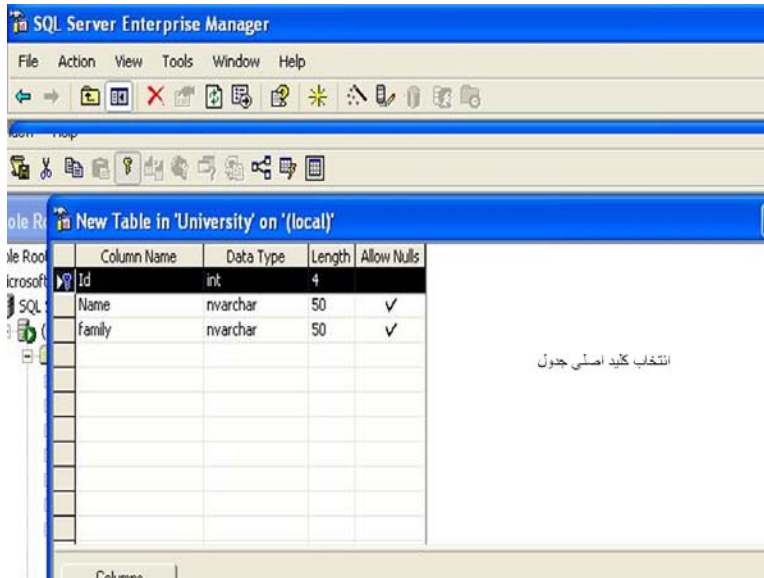 SQL Server Enterprise Manager
File Action View Tools Window Help
New Table in 'University' on '(local)'
Column Name Data Type Length Allow Nulls
Id int 4
Name nvarchar 50
family nvarchar 50
انتخاب کلید اصلی جدول
Columns